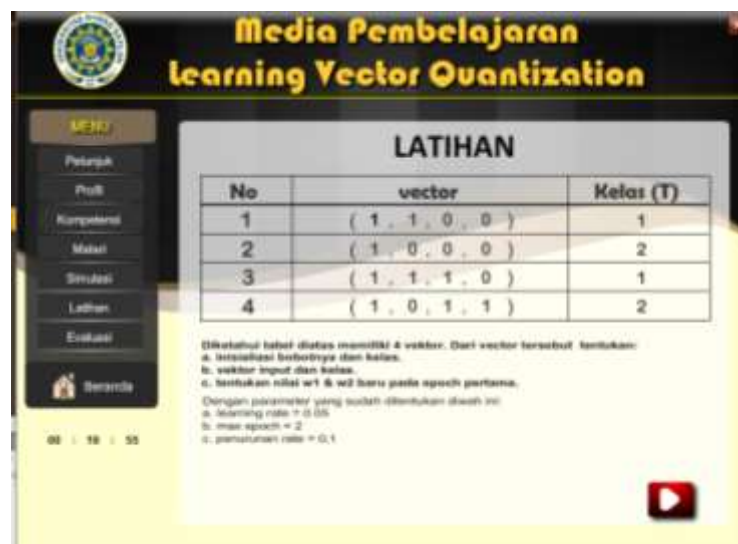 Media Pembelajaran
Learning Vector Quantization
MENU
Petunjuk
Profil
Kompetensi
Materi
Simulasi
Latihan
Evaluasi
Beranda
00 : 10 : 55
LATIHAN
No vector Kelas (T)
1 ( 1 , 1 , 0 , 0 ) 1
2 ( 1 , 0 , 0 , 0 ) 2
3 ( 1 , 1 , 1 , 0 ) 1
4 ( 1 , 0 , 1 , 1 ) 2
Diketahui tabel diatas memiliki 4 vektor. Dari vector tersebut tentukan:
a. inisialiasi bobotnya dan kelas.
b. vektor input dan kelas.
c. tentukan nilai w1 & w2 baru pada epoch pertama.
Dengan parameter yang sudah ditentukan diwah ini:
a. learning rate = 0.05
b. max epoch = 2
c. penurunan rate = 0,1